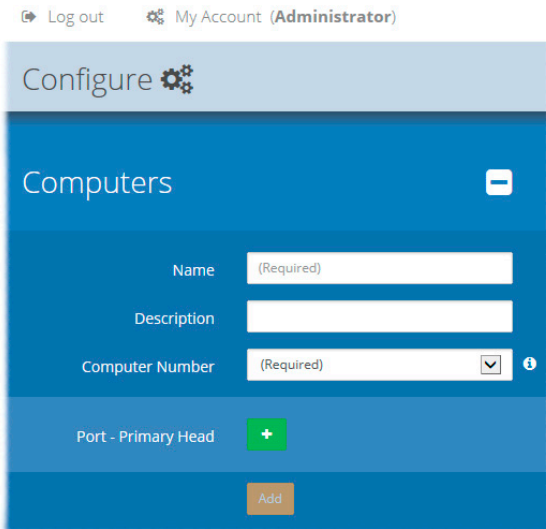 Log out My Account (Administrator)
Configure
Computers
Name (Required)
Description
Computer Number (Required)
Port - Primary Head +
Add